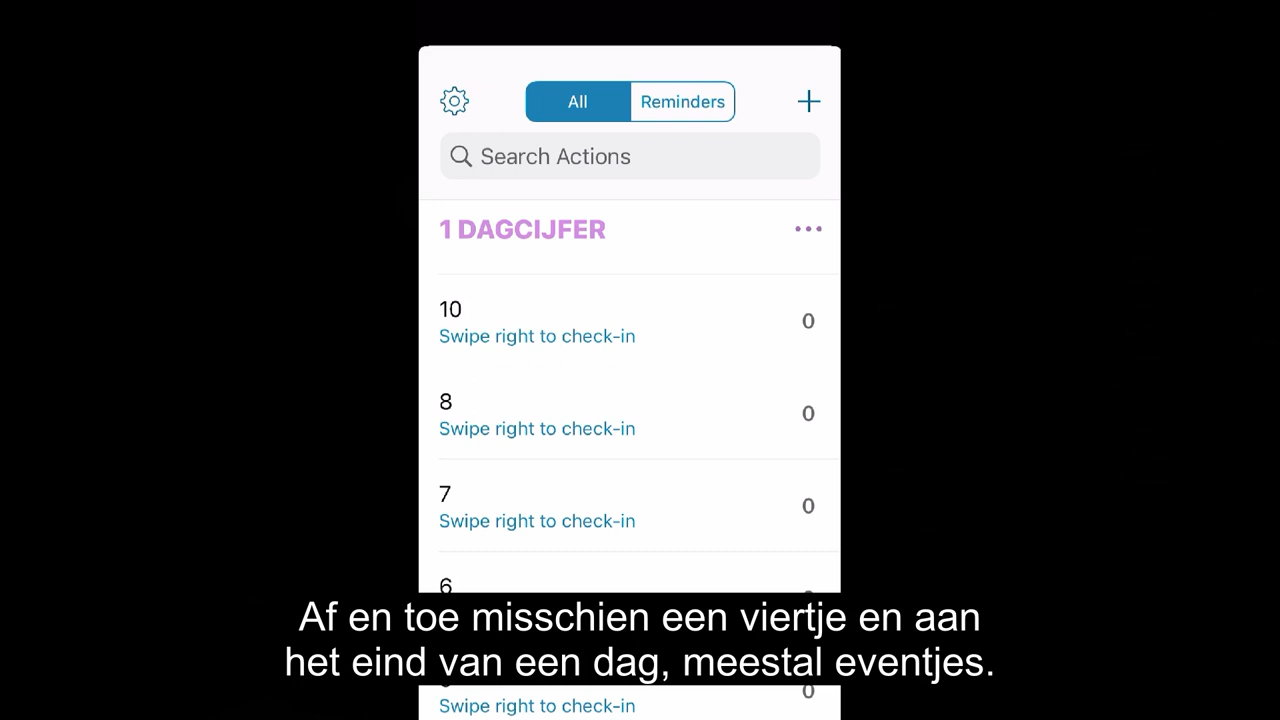 All Reminders
Search Actions
1 DAGCIJFER
10
Swipe right to check-in
0
8
Swipe right to check-in
0
7
Swipe right to check-in
0
6
Af en toe misschien een viertje en aan
het eind van een dag, meestal eventjes.
0
Swipe right to check-in